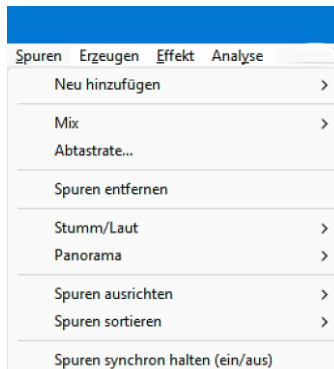 Spuren Erzeugen Effekt Analyse
Neu hinzufügen
Mix
Abtastrate...
Spuren entfernen
Stumm/Laut
Panorama
Spuren ausrichten
Spuren sortieren
Spuren synchron halten (ein/aus)